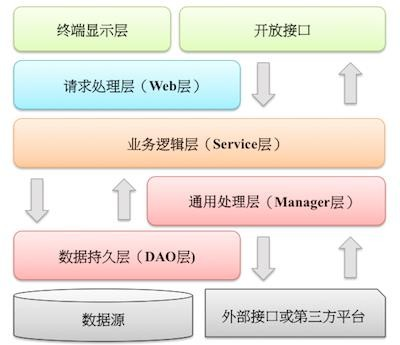 终端显示层
开放接口
请求处理层（Web层）
业务逻辑层（Service层）
通用处理层（Manager层）
数据持久层（DAO层)
数据源
外部接口或第三方平台